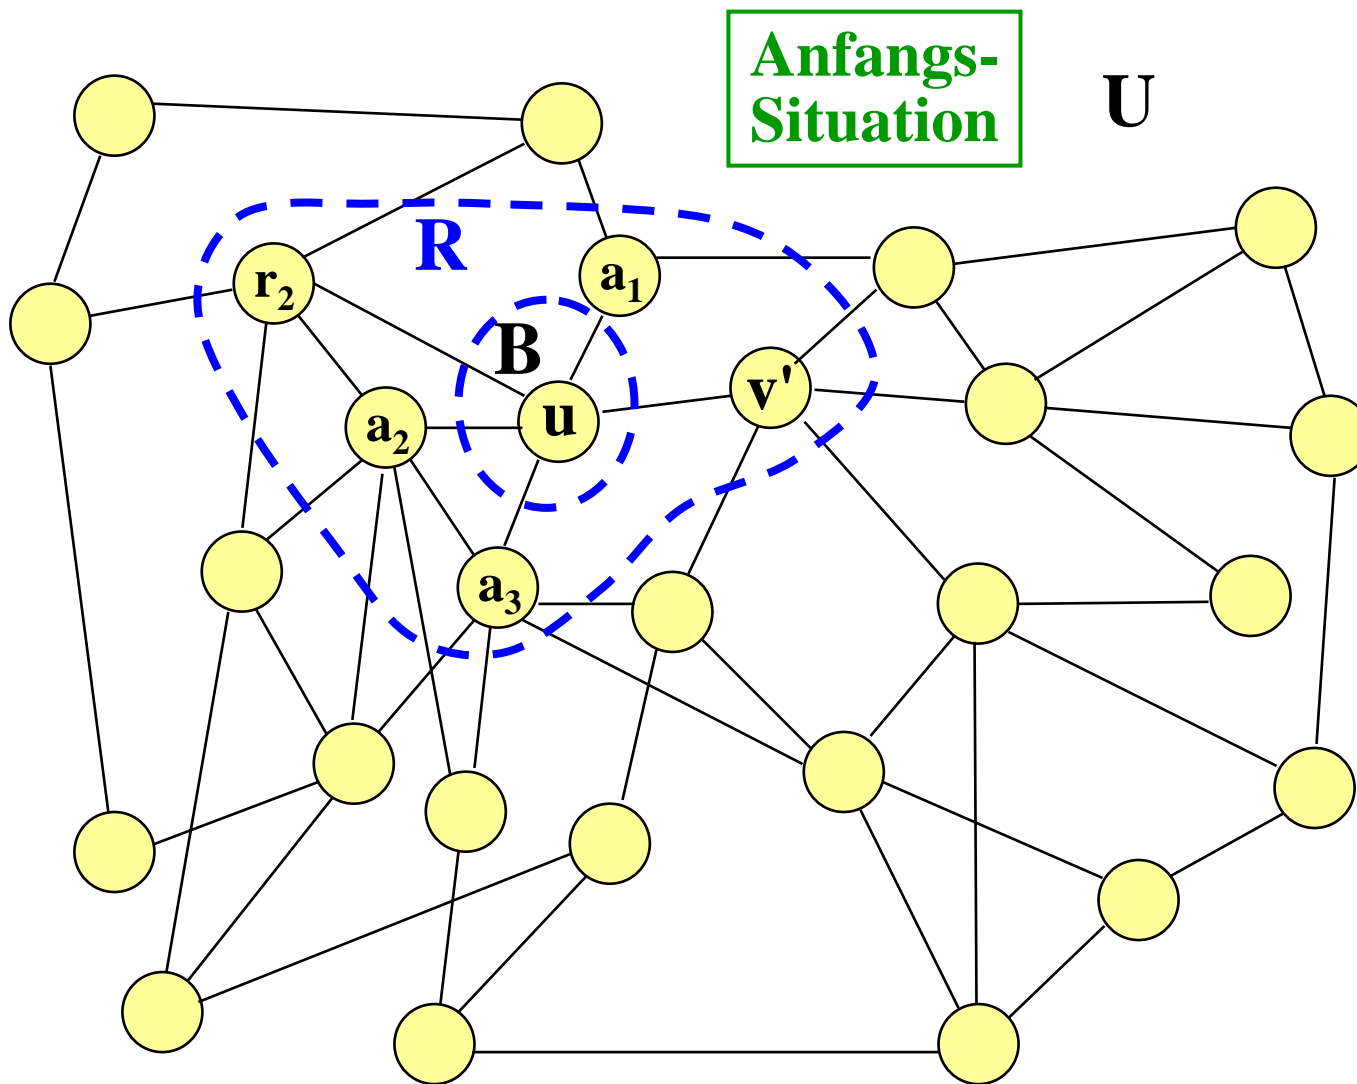 Anfangs-
Situation
U
R
r₂
a₁
B
v'
u
a₂
a₃